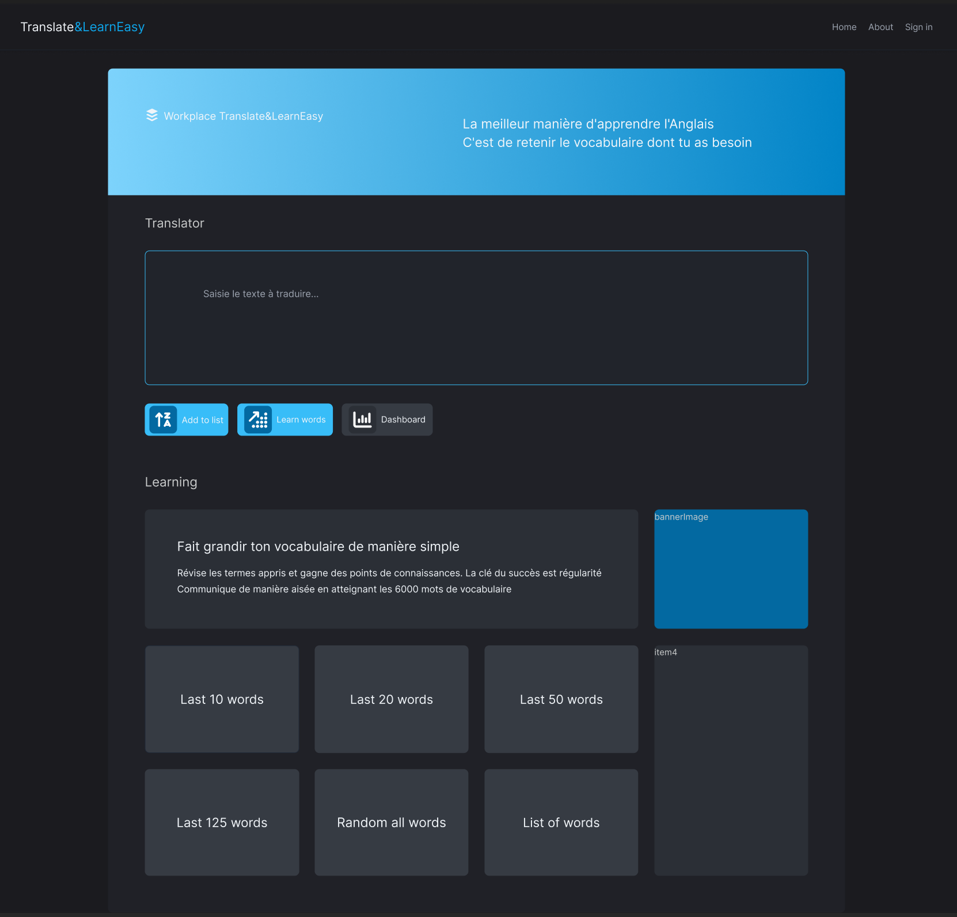 Translate&LearnEasy
Home About Sign in
Workplace Translate&LearnEasy
La meilleur manière d'apprendre l'Anglais
C'est de retenir le vocabulaire dont tu as besoin
Translator
Saisie le texte à traduire...
Add to list
Learn words
Dashboard
Learning
Fait grandir ton vocabulaire de manière simple
Révise les termes appris et gagne des points de connaissances. La clé du succès est régularité
Communique de manière aisée en atteignant les 6000 mots de vocabulaire
bannerImage
Last 10 words
Last 20 words
Last 50 words
item4
Last 125 words
Random all words
List of words